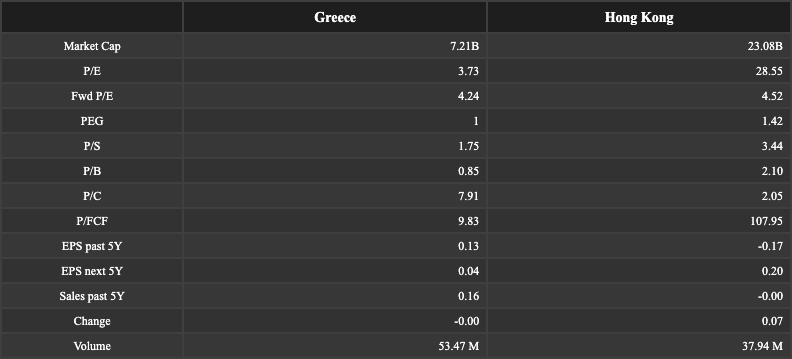 Greece Hong Kong
Market Cap 7.21B 23.08B
P/E 3.73 28.55
Fwd P/E 4.24 4.52
PEG 1 1.42
P/S 1.75 3.44
P/B 0.85 2.10
P/C 7.91 2.05
P/FCF 9.83 107.95
EPS past 5Y 0.13 -0.17
EPS next 5Y 0.04 0.20
Sales past 5Y 0.16 -0.00
Change -0.00 0.07
Volume 53.47 M 37.94 M